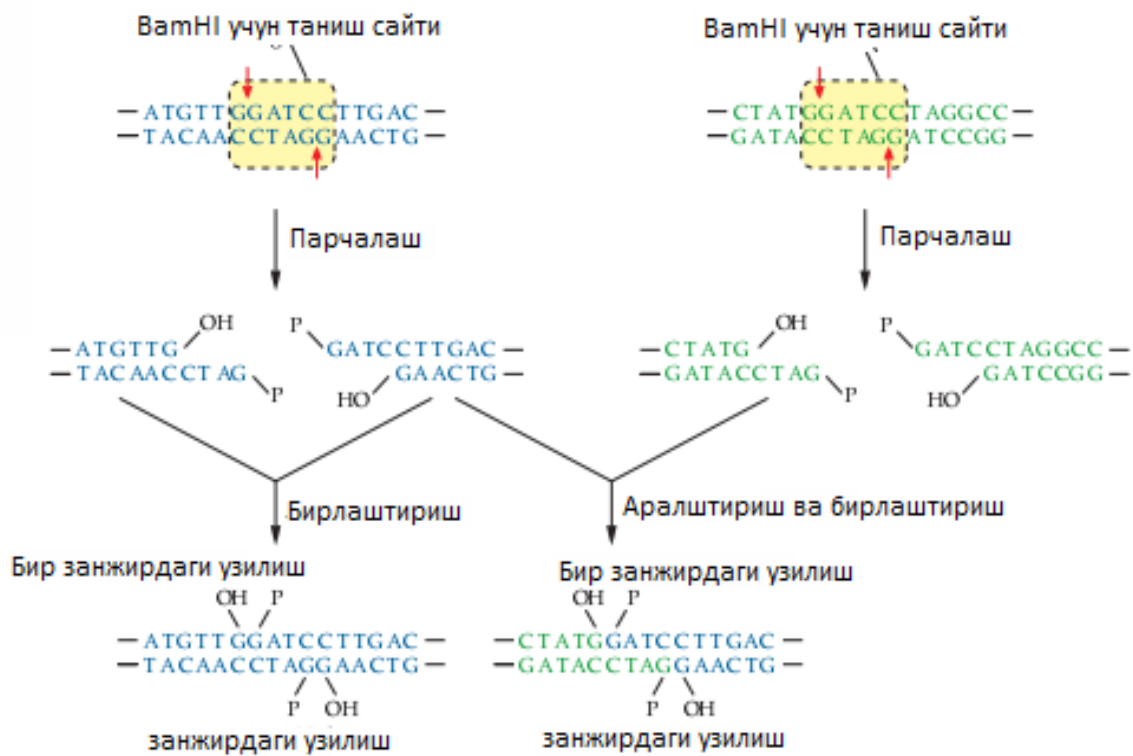 BamHI учун таниш сайти
BamHI учун таниш сайти
— ATGTTGGATCCTTGAC —
— TACAACCTAGGAACTG —
— CTATGGATCCTAGGCC —
— GATACCTAGGATCCGG —
Парчалаш
Парчалаш
OH
P
— ATGTTG
— TACAACCTAG
P
GATCCTTGAC —
GAACTG —
HO
OH
P
— CTATG
— GATACCTAG
P
GATCCTAGGCC —
GATCCGG —
HO
Бирлаштириш
Аралштириш ва бирлаштириш
Бир занжирдаги узилиш
OH P
— ATGTTGGATCCTTGAC —
— TACAACCTAGGAACTG —
P OH
занжирдаги узилиш
Бир занжирдаги узилиш
OH P
— CTATGGATCCTTGAC —
— GATACCTAGGAACTG —
P OH
занжирдаги узилиш